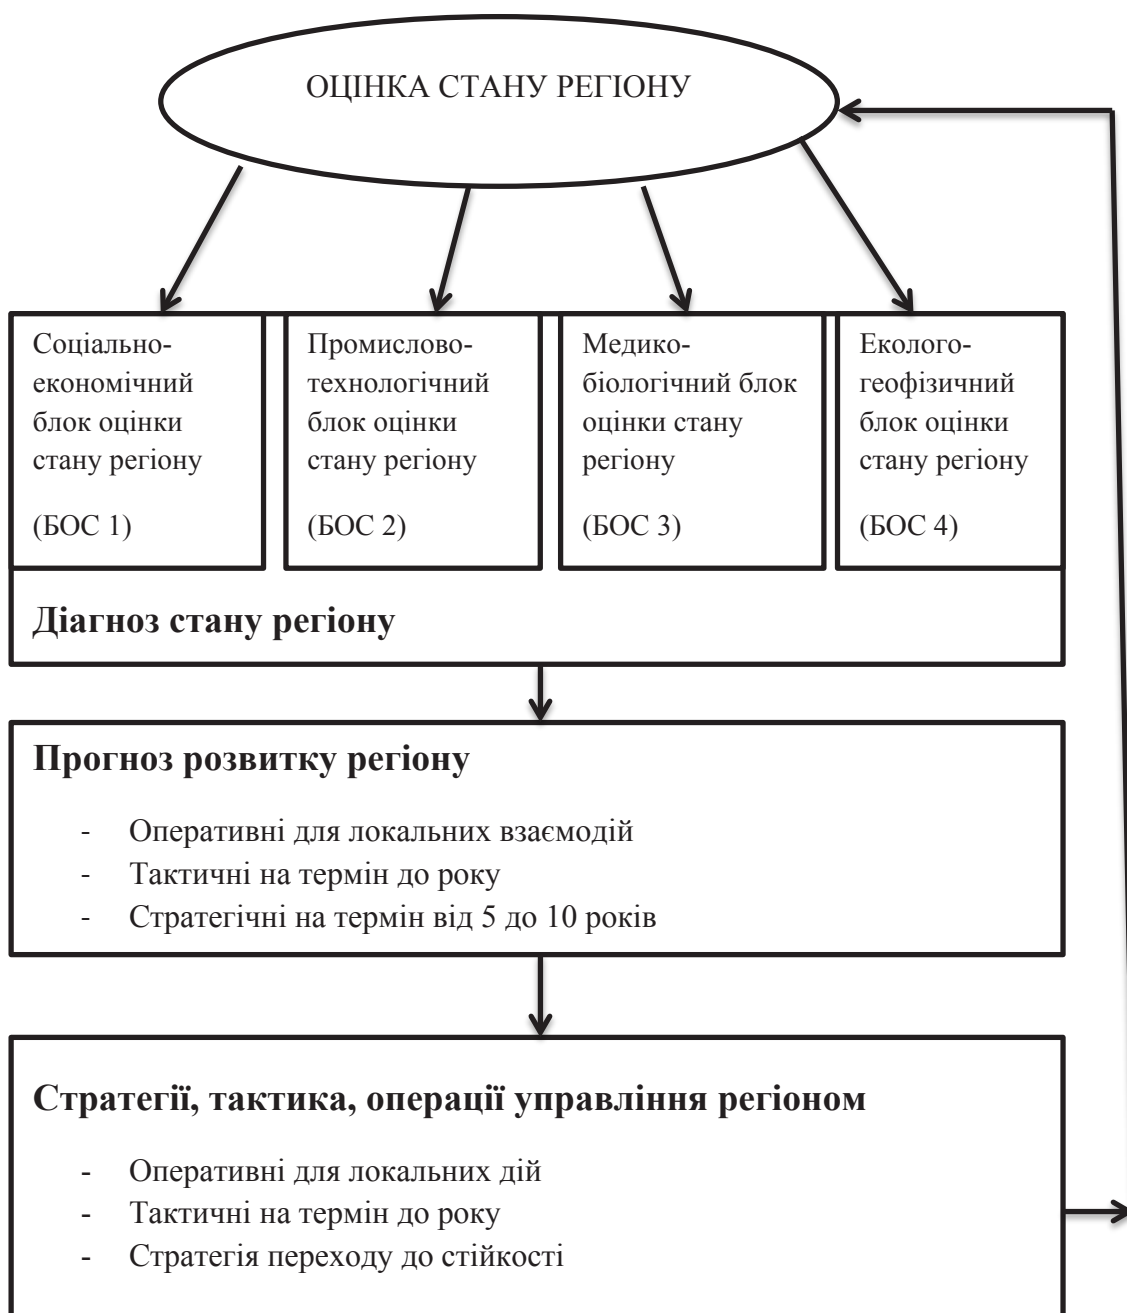 ОЦІНКА СТАНУ РЕГІОНУ
Соціально-
економічний
блок оцінки
стану регіону
(БОС 1)
Промислово-
технологічний
блок оцінки
стану регіону
(БОС 2)
Медико-
біологічний блок
оцінки стану
регіону
(БОС 3)
Еколого-
геофізичний
блок оцінки
стану регіону
(БОС 4)
Діагноз стану регіону
Прогноз розвитку регіону
- Оперативні для локальних взаємодій
- Тактичні на термін до року
- Стратегічні на термін від 5 до 10 років
Стратегії, тактика, операції управління регіоном
- Оперативні для локальних дій
- Тактичні на термін до року
- Стратегія переходу до стійкості